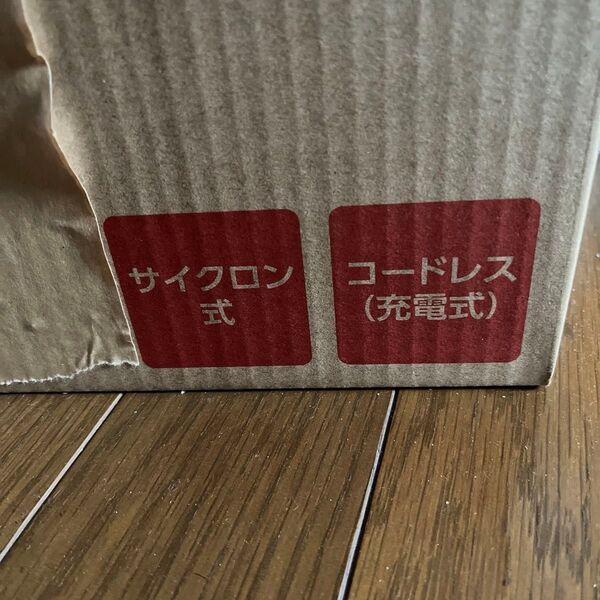 サイクロン
式
コードレス
(充電式)